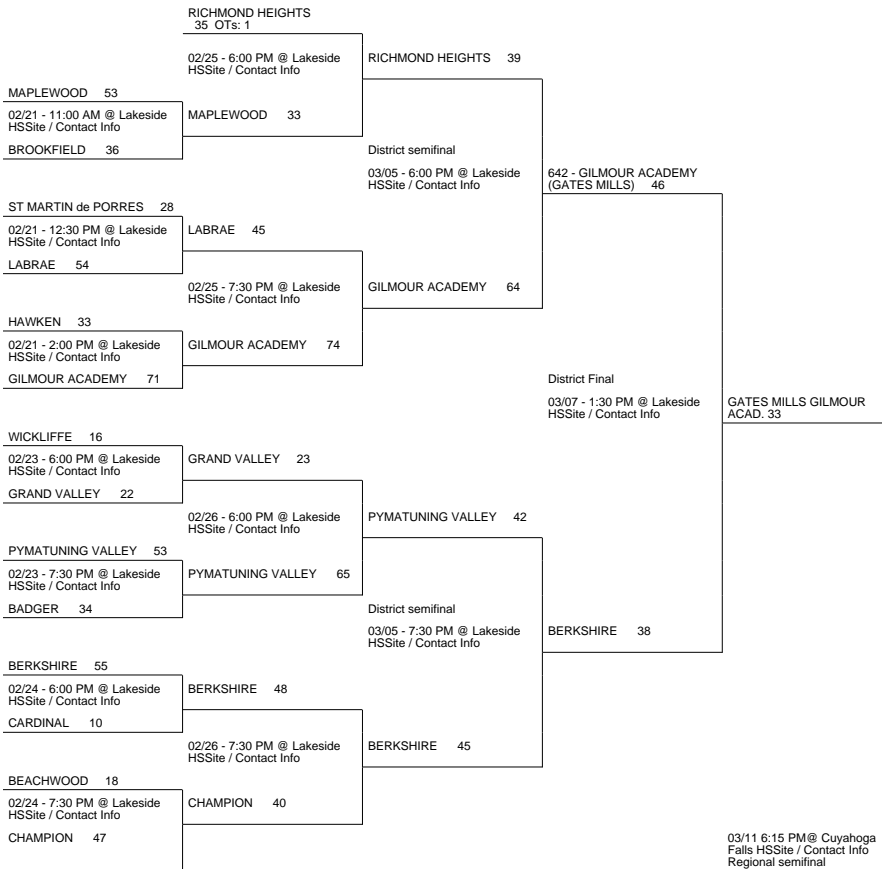 RICHMOND HEIGHTS
35 OTs: 1
02/25 - 6:00 PM @ Lakeside
HSSite / Contact Info
RICHMOND HEIGHTS 39
MAPLEWOOD 53
02/21 - 11:00 AM @ Lakeside
HSSite / Contact Info
MAPLEWOOD 33
BROOKFIELD 36
District semifinal
03/05 - 6:00 PM @ Lakeside
HSSite / Contact Info
642 - GILMOUR ACADEMY
(GATES MILLS) 46
ST MARTIN de PORRES 28
02/21 - 12:30 PM @ Lakeside
HSSite / Contact Info
LABRAE 45
LABRAE 54
02/25 - 7:30 PM @ Lakeside
HSSite / Contact Info
GILMOUR ACADEMY 64
HAWKEN 33
02/21 - 2:00 PM @ Lakeside
HSSite / Contact Info
GILMOUR ACADEMY 74
GILMOUR ACADEMY 71
District Final
03/07 - 1:30 PM @ Lakeside
HSSite / Contact Info
GATES MILLS GILMOUR
ACAD. 33
WICKLIFFE 16
02/23 - 6:00 PM @ Lakeside
HSSite / Contact Info
GRAND VALLEY 23
GRAND VALLEY 22
02/26 - 6:00 PM @ Lakeside
HSSite / Contact Info
PYMATUNING VALLEY 42
PYMATUNING VALLEY 53
02/23 - 7:30 PM @ Lakeside
HSSite / Contact Info
PYMATUNING VALLEY 65
BADGER 34
District semifinal
03/05 - 7:30 PM @ Lakeside
HSSite / Contact Info
BERKSHIRE 38
BERKSHIRE 55
02/24 - 6:00 PM @ Lakeside
HSSite / Contact Info
BERKSHIRE 48
CARDINAL 10
02/26 - 7:30 PM @ Lakeside
HSSite / Contact Info
BERKSHIRE 45
BEACHWOOD 18
02/24 - 7:30 PM @ Lakeside
HSSite / Contact Info
CHAMPION 40
CHAMPION 47
03/11 6:15 PM@ Cuyahoga
Falls HSSite / Contact Info
Regional semifinal